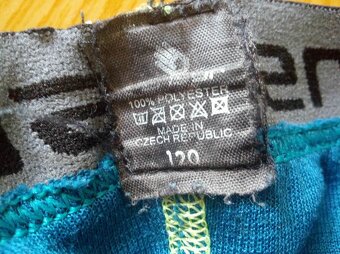 100% POLYESTER
MADE IN
CZECH REPUBLIC
120